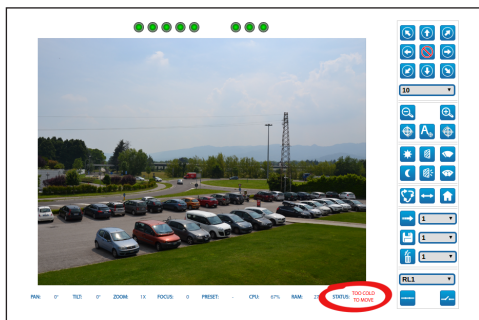 10
A
1
1
1
RL1
PAN: 0° TILT: 0° ZOOM: 1X FOCUS: 0 PRESET: - CPU: 67% RAM: STATUS: TOO COLD
TO MOVE